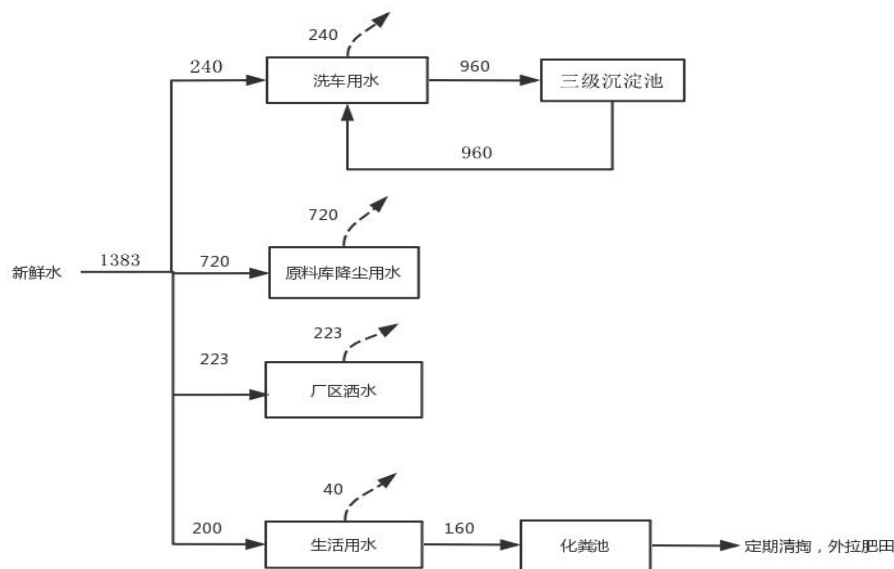 240
240
洗车用水
960
三级沉淀池
960
720
新鲜水
1383
720
原料库降尘用水
223
223
厂区洒水
40
200
生活用水
160
化粪池
定期清掏，外拉肥田